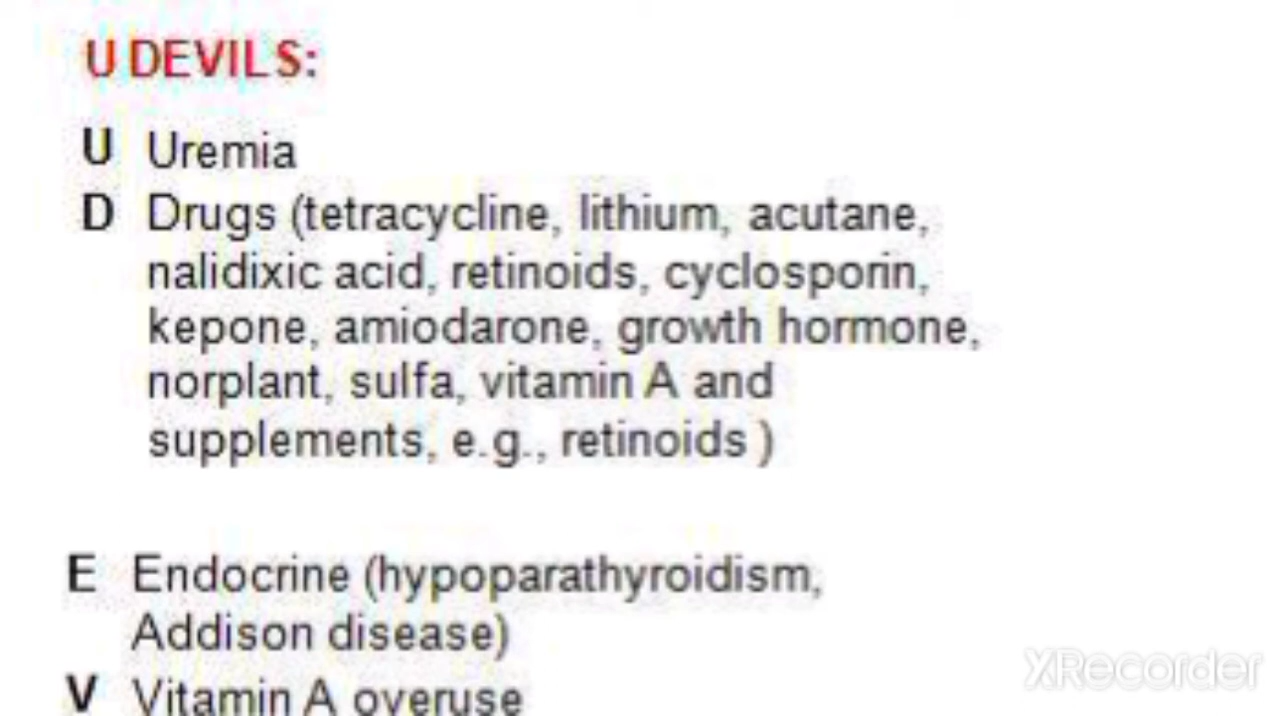 U DEVILS:
U Uremia
D Drugs (tetracycline, lithium, acutane,
nalidixic acid, retinoids, cyclosporin,
kepone, amiodarone, growth hormone,
norplant, sulfa, vitamin A and
supplements, e.g., retinoids )
E Endocrine (hypoparathyroidism,
Addison disease)
V Vitamin A overuse
XRecorder